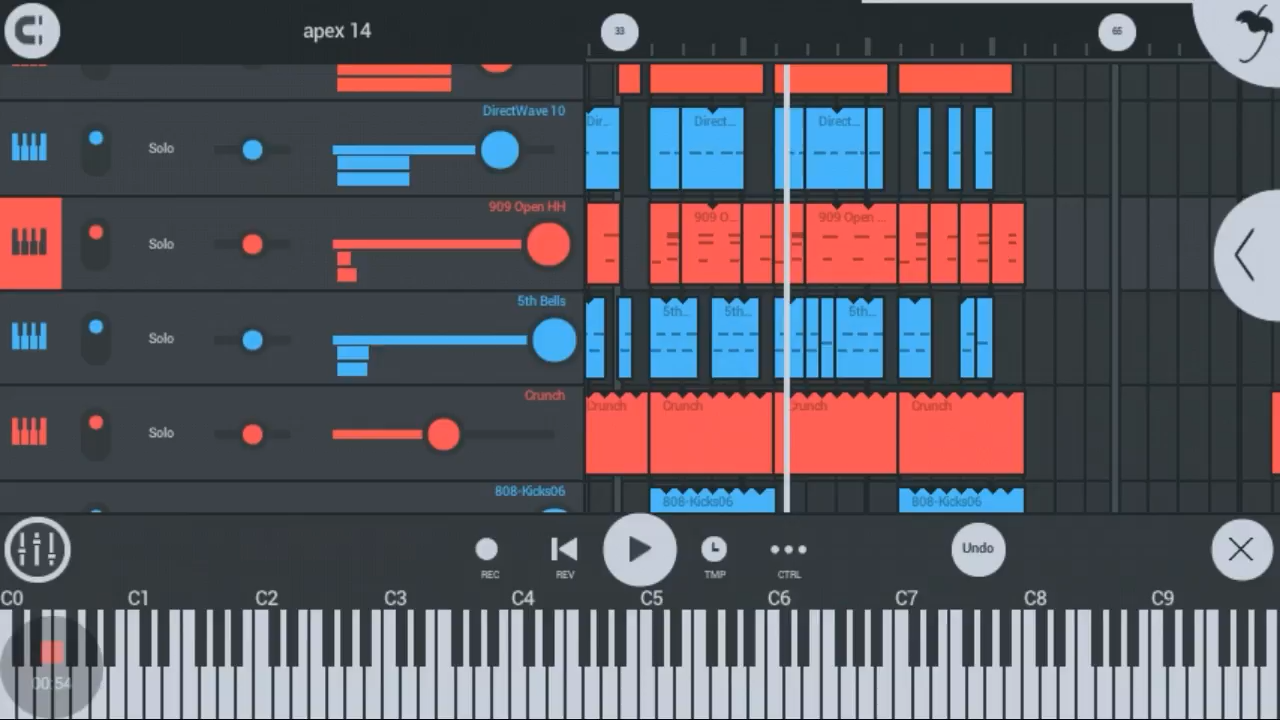 apex 14
33
65
DirectWave 10
Solo
Dir...
Direct...
Direct...
909 Open HH
Solo
909 O...
909 Open ...
5th Bells
Solo
5th...
5th...
5th...
Crunch
Solo
Crunch
Crunch
Crunch
Crunch
808-Kicks06
808-Kicks06
808-Kicks06
REC
REV
TMP
CTRL
Undo
C0 C1 C2 C3 C4 C5 C6 C7 C8 C9
00:54